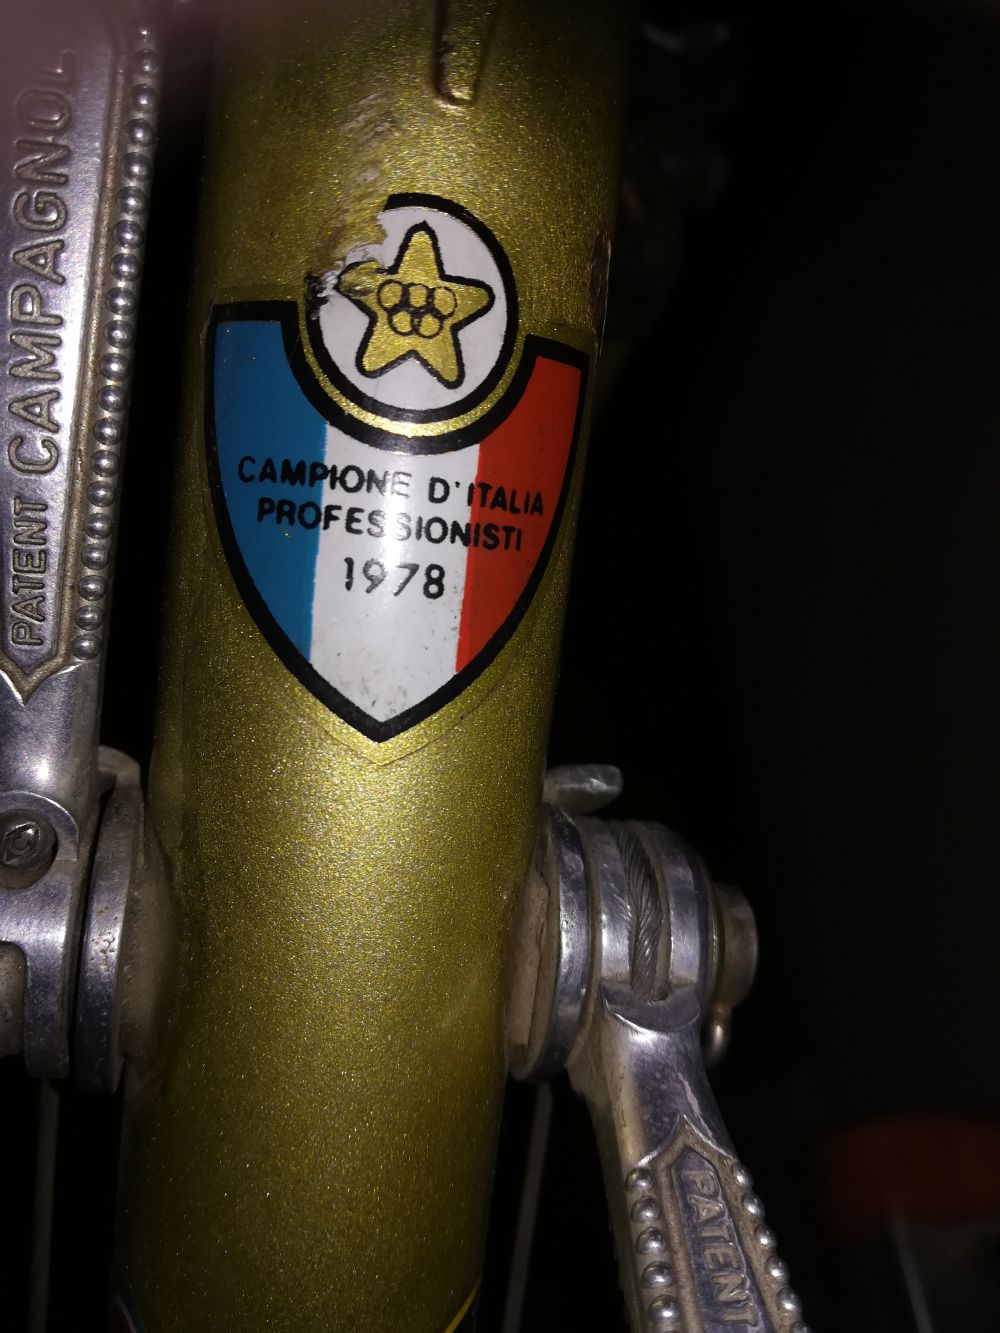 PATENT CAMPAGNOL
CAMPIONE D'ITALIA
PROFESSIONISTI
1978
PATENT